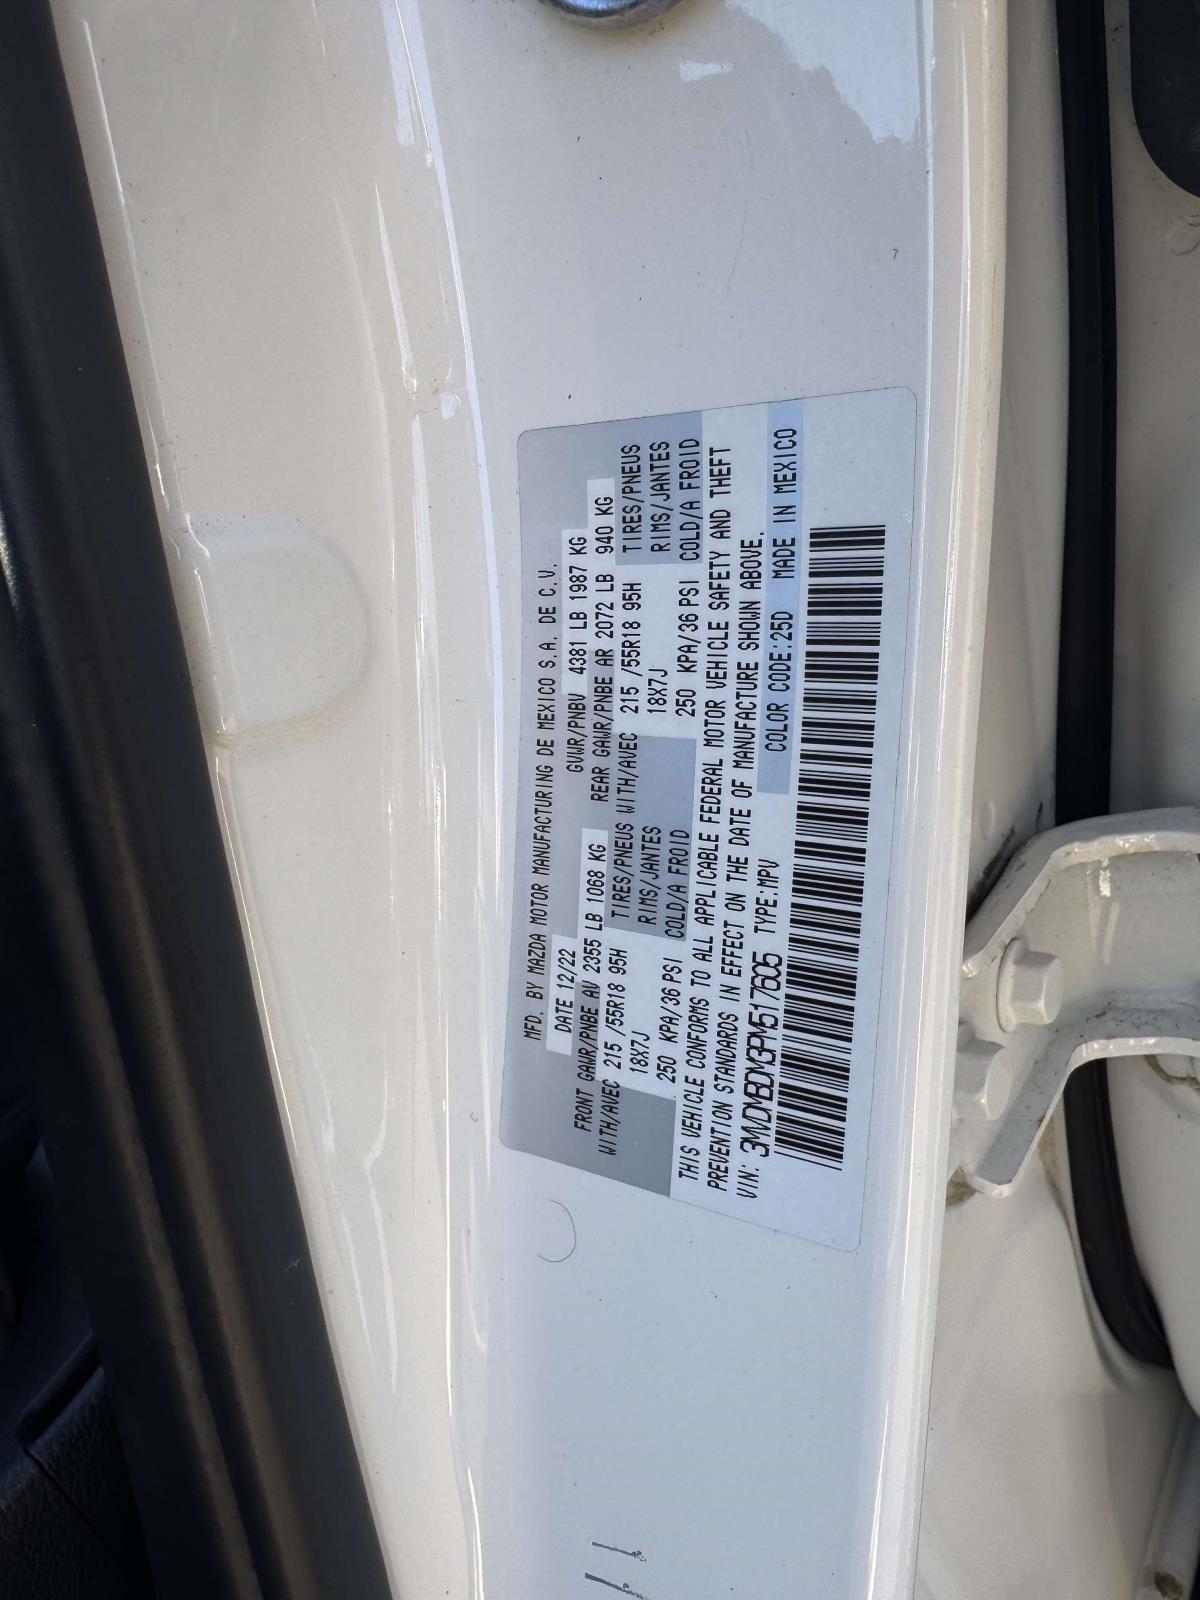 MFD. BY MAZDA MOTOR MANUFACTURING DE MEXICO S.A. DE C.V.
DATE 12/22 GVWR/PNBV 4381 LB 1987 KG
FRONT GAWR/PNBE AV 2355 LB 1068 KG REAR GAWR/PNBE AR 2072 LB 940 KG
WITH/AVEC 215 /55R18 95H TIRES/PNEUS WITH/AVEC 215 /55R18 95H TIRES/PNEUS
18X7J RIMS/JANTES 18X7J RIMS/JANTES
250 KPA/36 PSI COLD/A FROID 250 KPA/36 PSI COLD/A FROID
THIS VEHICLE CONFORMS TO ALL APPLICABLE FEDERAL MOTOR VEHICLE SAFETY AND THEFT
PREVENTION STANDARDS IN EFFECT ON THE DATE OF MANUFACTURE SHOWN ABOVE.
VIN: 3MVDMBDM3PM517605 TYPE:MPV COLOR CODE:25D MADE IN MEXICO